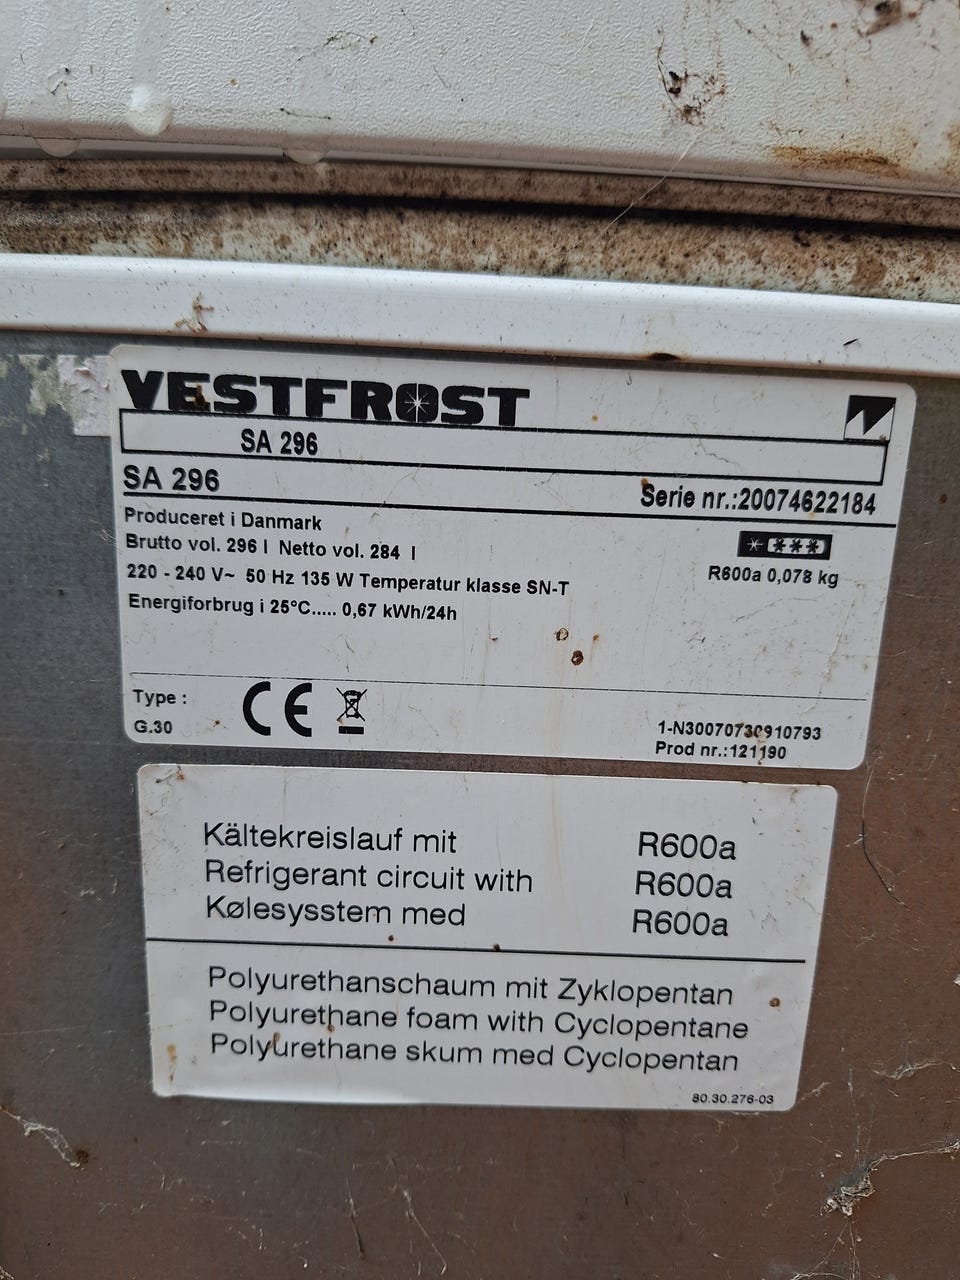 VESTFROST
SA 296
SA 296
Serie nr.:20074622184
Produceret i Danmark
Brutto vol. 296 l Netto vol. 284 l
220 - 240 V~ 50 Hz 135 W Temperatur klasse SN-T
Energiforbrug i 25°C..... 0,67 kWh/24h
R600a 0,078 kg
Type :
G.30
CE
1-N30070730910793
Prod nr.:121190
Kältekreislauf mit R600a
Refrigerant circuit with R600a
Kølesysstem med R600a
Polyurethanschaum mit Zyklopentan
Polyurethane foam with Cyclopentane
Polyurethane skum med Cyclopentan
80.30.276-03